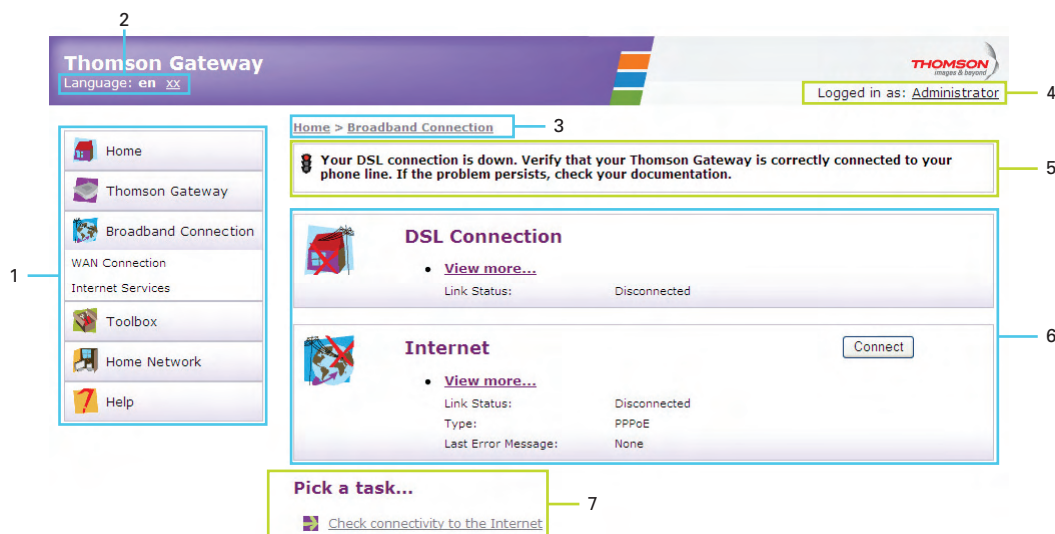 2
Thomson Gateway
Language: en xx
THOMSON
images & beyond
Logged in as: Administrator
4
Home > Broadband Connection
3
Your DSL connection is down. Verify that your Thomson Gateway is correctly connected to your
phone line. If the problem persists, check your documentation.
5
1
Home
Thomson Gateway
Broadband Connection
WAN Connection
Internet Services
Toolbox
Home Network
Help
DSL Connection
View more...
Link Status: Disconnected
6
Internet
Connect
View more...
Link Status: Disconnected
Type: PPPoE
Last Error Message: None
Pick a task...
7
Check connectivity to the Internet